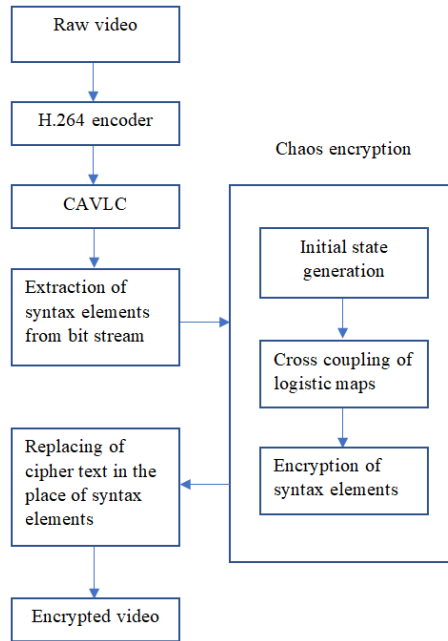 Raw video
H.264 encoder
CAVLC
Extraction of
syntax elements
from bit stream
Chaos encryption
Initial state
generation
Cross coupling of
logistic maps
Encryption of
syntax elements
Replacing of
cipher text in the
place of syntax
elements
Encrypted video